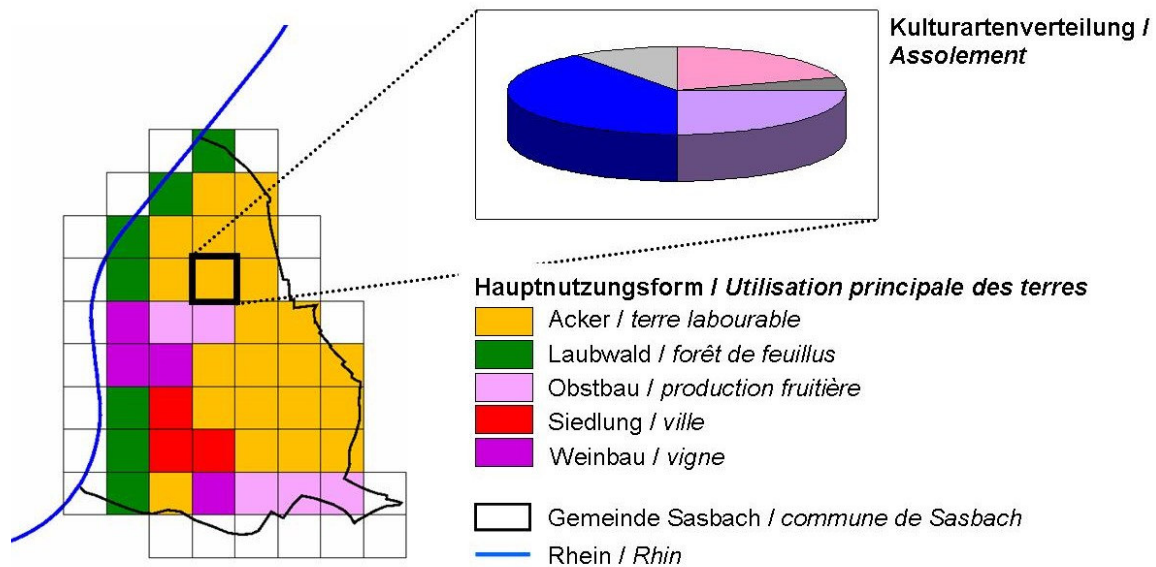 Kulturartenverteilung /
Assolement
Hauptnutzungsform / Utilisation principale des terres
Acker / terre labourable
Laubwald / forêt de feuillus
Obstbau / production fruitière
Siedlung / ville
Weinbau / vigne
Gemeinde Sasbach / commune de Sasbach
Rhein / Rhin